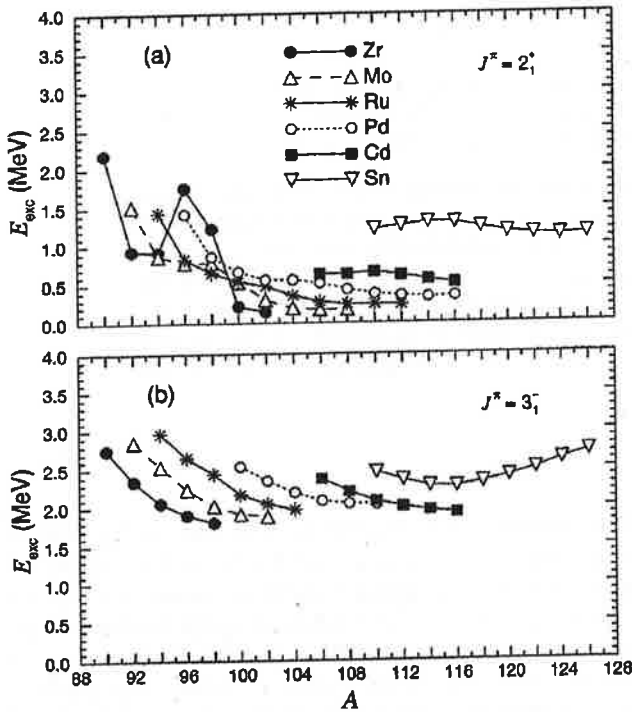 4.0
3.5
3.0
2.5
2.0
1.5
1.0
0.5
0.0
E_exc (MeV)
(a)
Zr
Mo
Ru
Pd
Cd
Sn
J^π = 2_1^+
4.0
3.5
3.0
2.5
2.0
1.5
1.0
0.5
0.0
E_exc (MeV)
(b)
J^π = 3_1^-
88 92 96 100 104 108 112 116 120 124 128
A